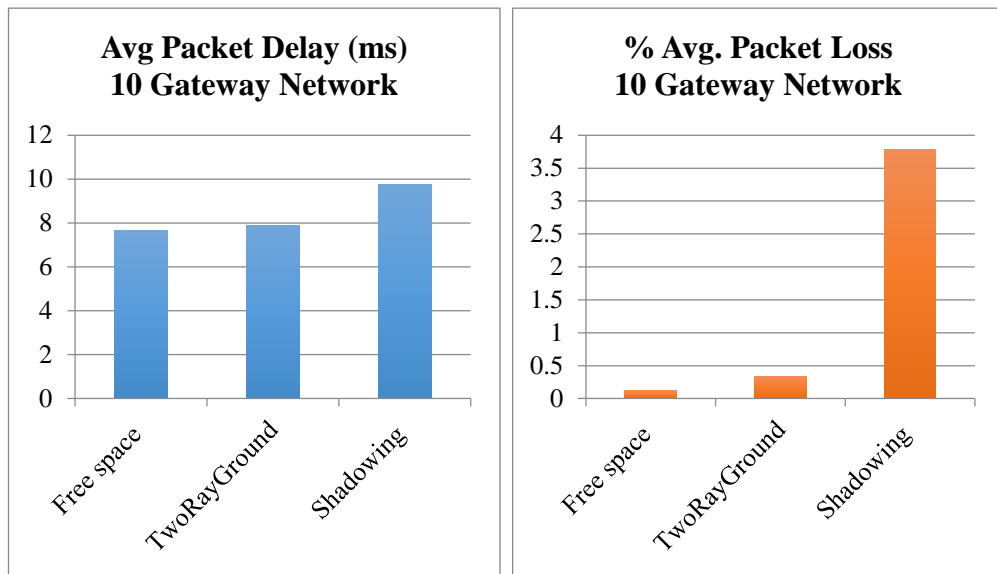 Avg Packet Delay (ms)
10 Gateway Network
12
10
8
6
4
2
0
Free space
TwoRayGround
Shadowing
% Avg. Packet Loss
10 Gateway Network
4
3.5
3
2.5
2
1.5
1
0.5
0
Free space
TwoRayGround
Shadowing